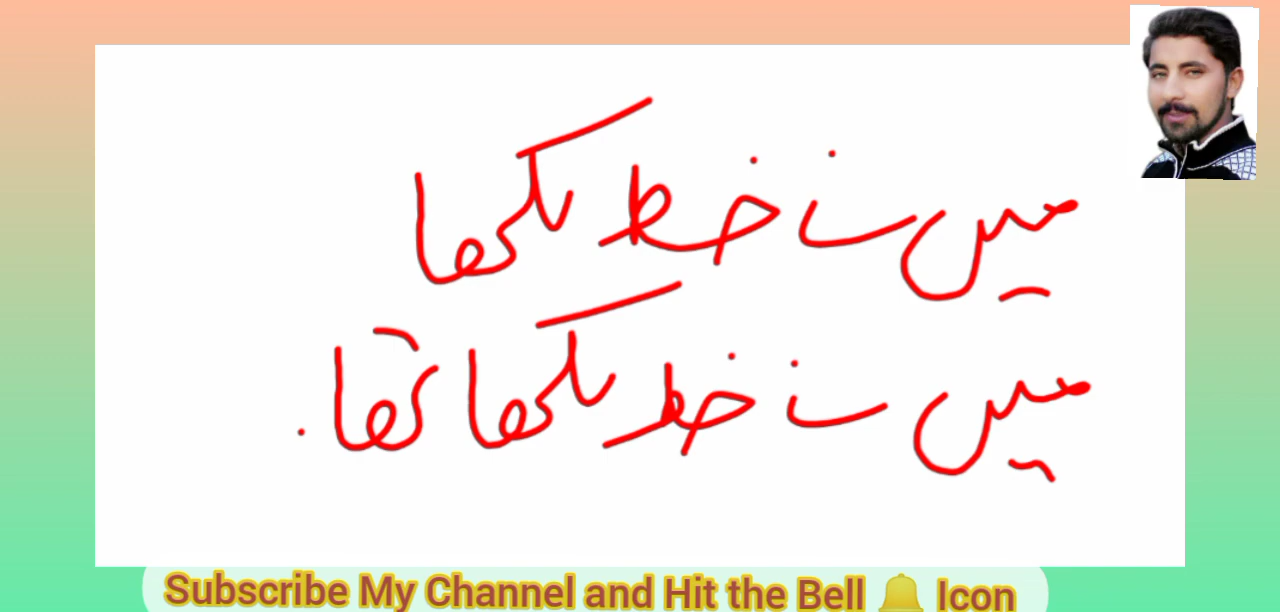 میں نے خط لکھا
میں نے خط لکھا تھا۔
Subscribe My Channel and Hit the Bell 🔔 Icon